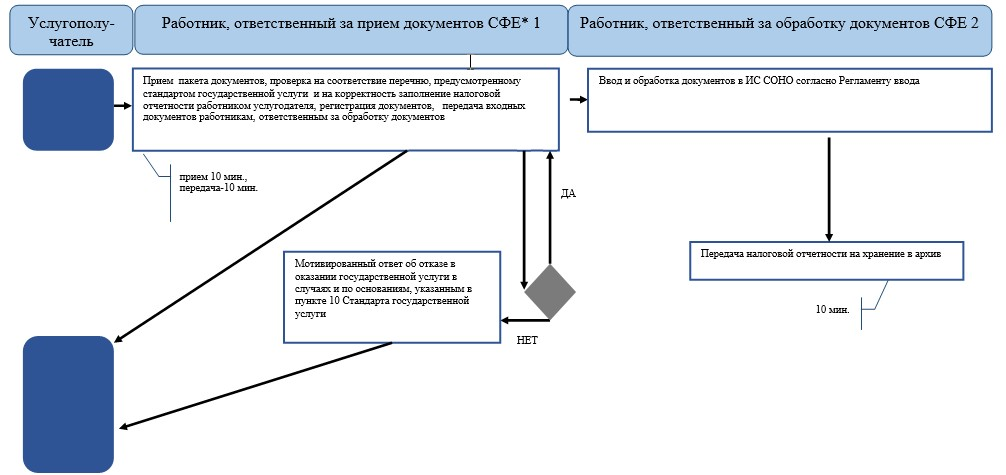 Услугополу-
чатель
Работник, ответственный за прием документов СФЕ* 1
Работник, ответственный за обработку документов СФЕ 2
Прием пакета документов, проверка на соответствие перечню, предусмотренному
стандартом государственной услуги и на корректность заполнение налоговой
отчетности работником услугодателя, регистрация документов, передача входных
документов работникам, ответственным за обработку документов
Ввод и обработка документов в ИС СОНО согласно Регламенту ввода
прием 10 мин.,
передача-10 мин.
ДА
Мотивированный ответ об отказе в
оказании государственной услуги в
случаях и по основаниям, указанным в
пункте 10 Стандарта государственной
услуги
НЕТ
Передача налоговой отчетности на хранение в архив
10 мин.